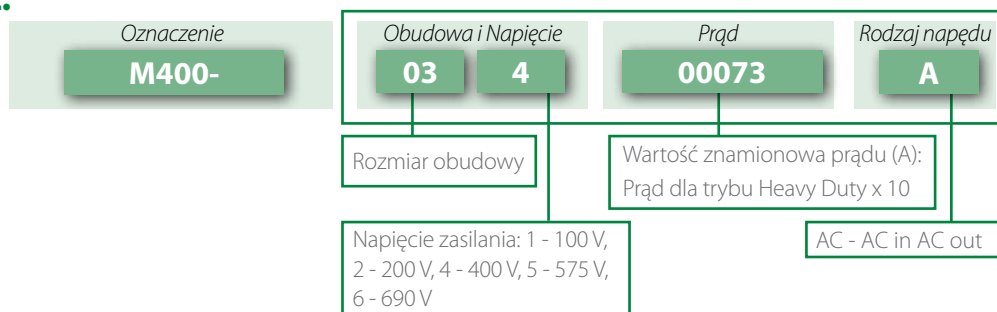 Oznaczenie
Obudowa i Napięcie
Prąd
Rodzaj napędu
M400-
03
4
00073
A
Rozmiar obudowy
Wartość znamionowa prądu (A):
Prąd dla trybu Heavy Duty x 10
Napięcie zasilania: 1 - 100 V,
2 - 200 V, 4 - 400 V, 5 - 575 V,
6 - 690 V
AC - AC in AC out